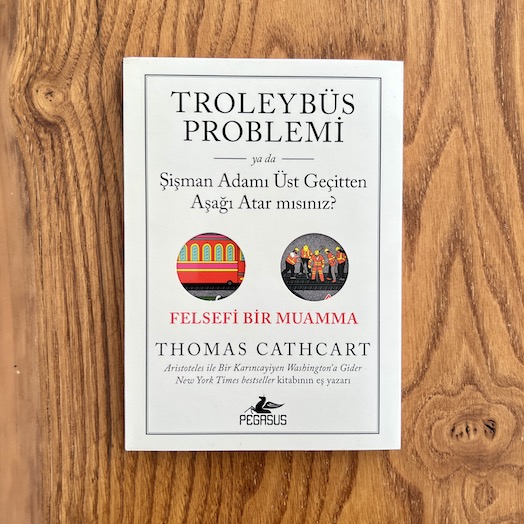 TROLEYBÜS
PROBLEMİ
ya da
Şişman Adamı Üst Geçitten
Aşağı Atar mısınız?
FELSEFİ BİR MUAMMA
THOMAS CATHCART
Aristoteles ile Bir Karıncayiyen Washington'a Gider
New York Times bestseller kitabının eş yazarı
PEGASUS